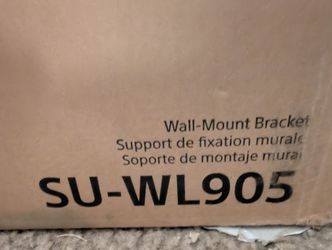 Wall-Mount Bracket
Support de fixation murale
Soporte de montaje mural
SU-WL905